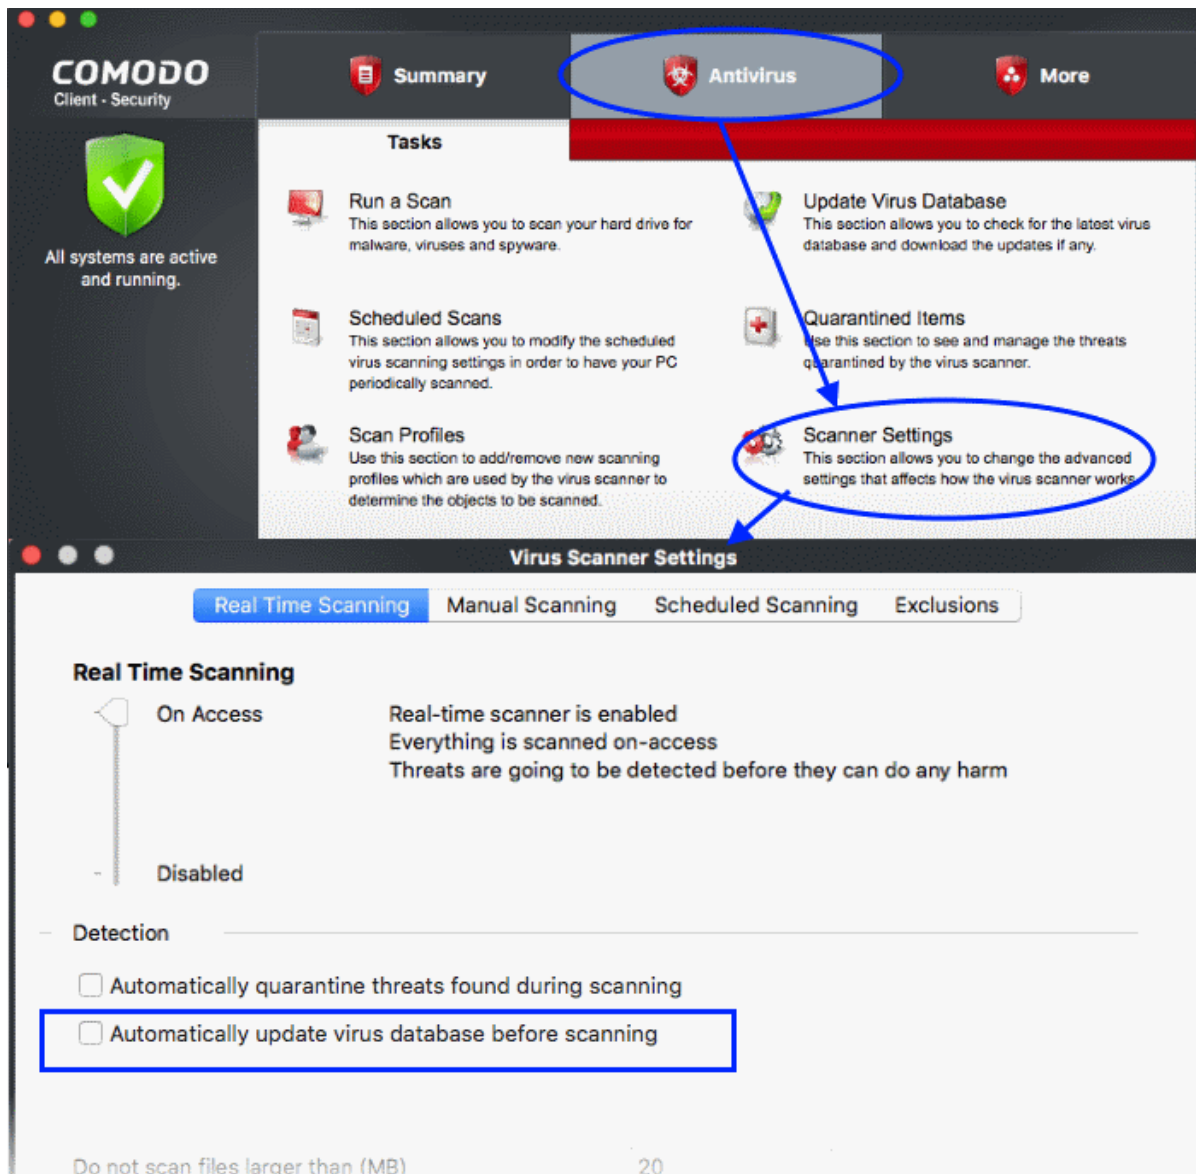 COMODO
Client - Security
Summary
Antivirus
More
Tasks
All systems are active
and running.
Run a Scan
This section allows you to scan your hard drive for
malware, viruses and spyware.
Update Virus Database
This section allows you to check for the latest virus
database and download the updates if any.
Scheduled Scans
This section allows you to modify the scheduled
virus scanning settings in order to have your PC
periodically scanned.
Quarantined Items
Use this section to see and manage the threats
quarantined by the virus scanner.
Scan Profiles
Use this section to add/remove new scanning
profiles which are used by the virus scanner to
determine the objects to be scanned.
Scanner Settings
This section allows you to change the advanced
settings that affects how the virus scanner works.
Virus Scanner Settings
Real Time Scanning
Manual Scanning
Scheduled Scanning
Exclusions
Real Time Scanning
On Access
Real-time scanner is enabled
Everything is scanned on-access
Threats are going to be detected before they can do any harm
Disabled
Detection
Automatically quarantine threats found during scanning
Automatically update virus database before scanning
Do not scan files larger than (MB)
20